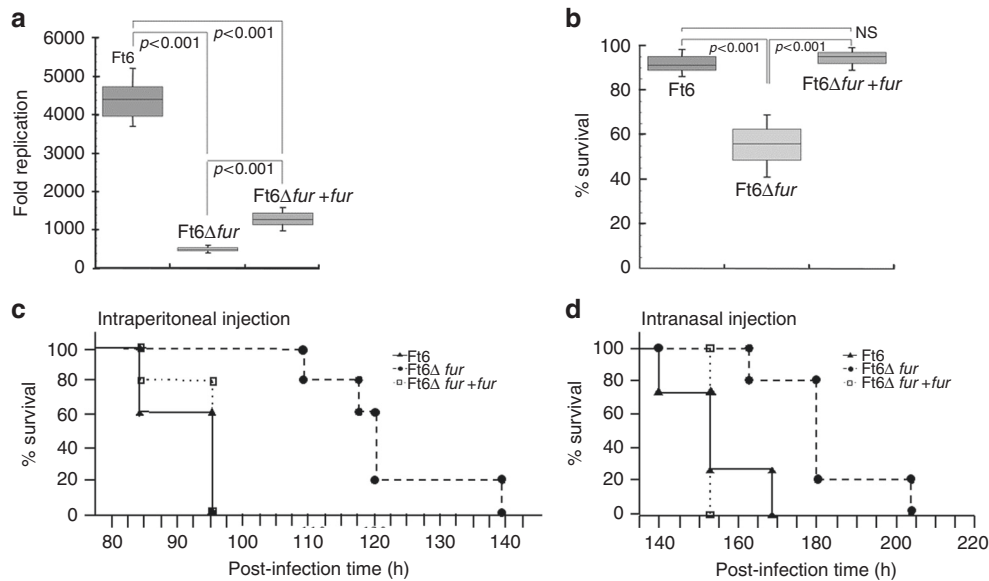 a
6000
5000
4000
3000
2000
1000
0
Fold replication
Ft6
p<0.001
p<0.001
p<0.001
Ft6Δfur
Ft6Δfur+fur
b
100
80
60
40
20
0
% survival
NS
p<0.001
p<0.001
Ft6
Ft6Δfur
Ft6Δfur+fur
c
Intraperitoneal injection
100
80
60
40
20
0
% survival
Ft6
Ft6Δ fur
Ft6Δ fur+fur
80
90
100
110
120
130
140
Post-infection time (h)
d
Intranasal injection
100
80
60
40
20
0
% survival
Ft6
Ft6Δ fur
Ft6Δ fur+fur
140
160
180
200
220
Post-infection time (h)